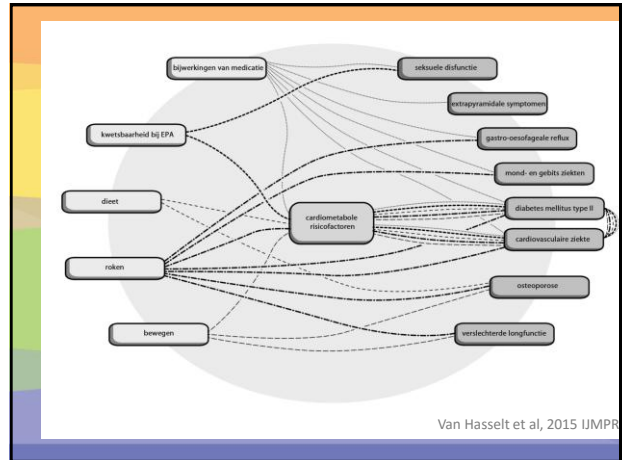 bijwerkingen van medicatie
seksuele disfunctie
extrapyramidale symptomen
kwetsbaarheid bij EPA
gastro-oesofageale reflux
mond- en gebits ziekten
dieet
cardiometabole
risicofactoren
diabetes mellitus type II
cardiovasculaire ziekte
roken
osteoporose
bewegen
verslechterde longfunctie
Van Hasselt et al, 2015 IJMPR